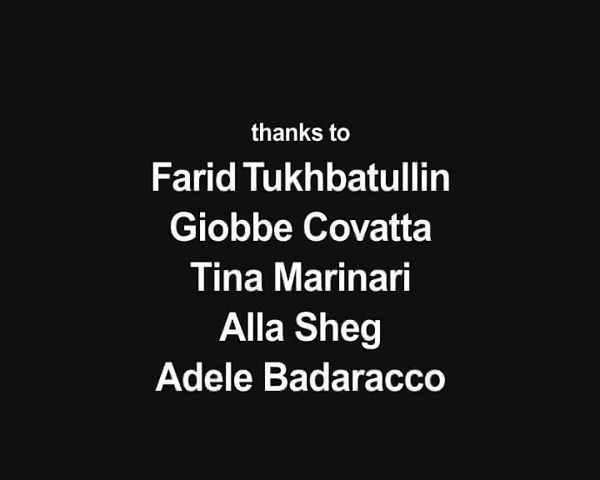 thanks to
Farid Tukhbatullin
Giobbe Covatta
Tina Marinari
Alla Sheg
Adele Badaracco